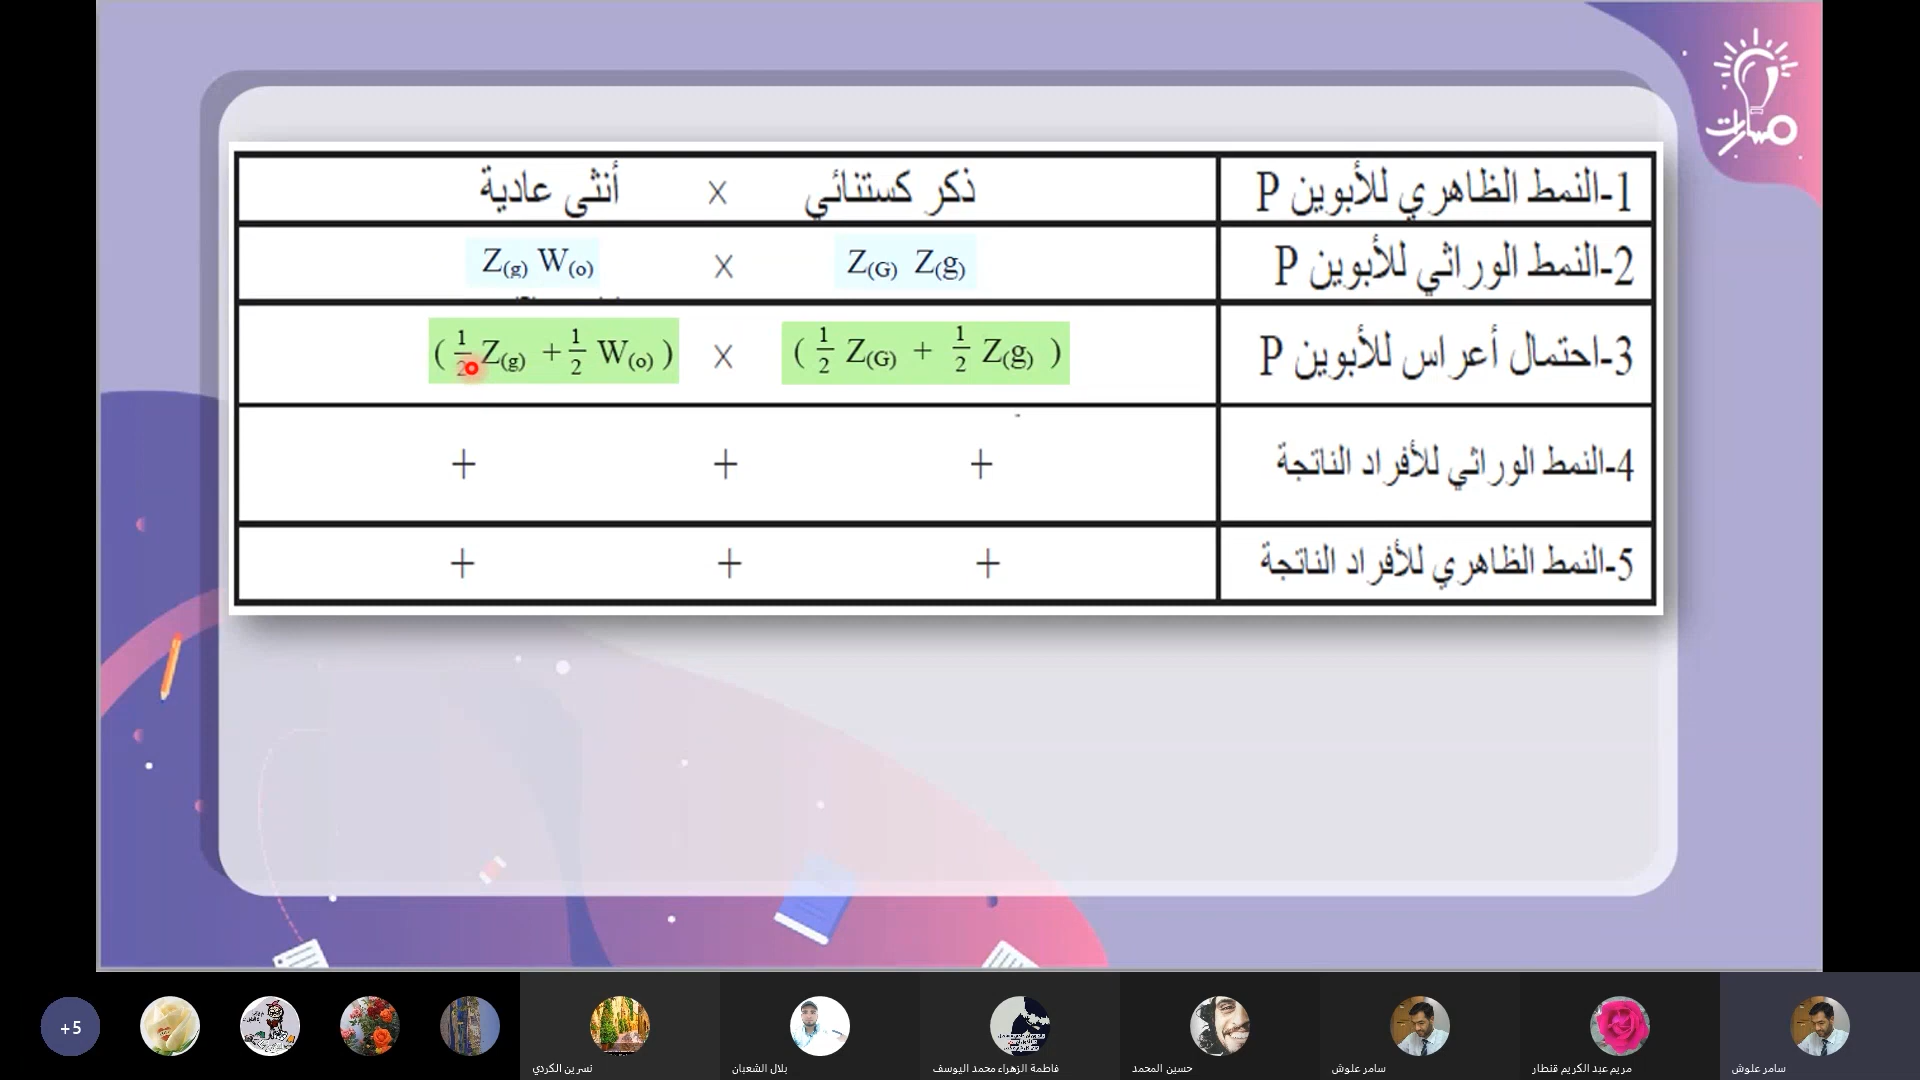 مسارات
1-النمط الظاهري للأبوين P ذكر كستنائي x أنثى عادية
2-النمط الوراثي للأبوين P Z(G) Z(g) x Z(g) W(o)
3-احتمال أعراس للأبوين P ( 1/2 Z(G) + 1/2 Z(g) ) x ( 1/2 Z(g) + 1/2 W(o) )
4-النمط الوراثي للأفراد الناتجة + + +
5-النمط الظاهري للأفراد الناتجة + + +
+5
نسرين الكردي
بلال الشعبان
فاطمة الزهراء محمد اليوسف
حسين المحمد
سامر علوش
مريم عبد الكريم قنطار
سامر علوش